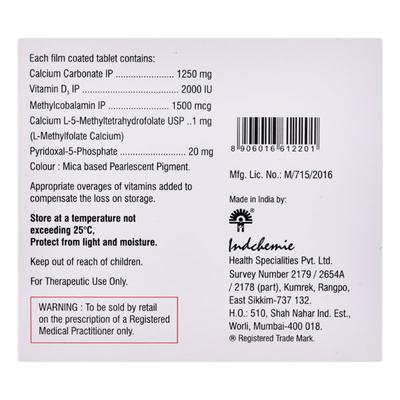 Each film coated tablet contains:
Calcium Carbonate IP ..................... 1250 mg
Vitamin D3 IP ................................ 2000 IU
Methylcobalamin IP ...................... 1500 mcg
Calcium L-5-Methyltetrahydrofolate USP ..1 mg
(L-Methylfolate Calcium)
Pyridoxal-5-Phosphate ...................... 20 mg
Colour : Mica based Pearlescent Pigment.
Appropriate overages of vitamins added to
compensate the loss on storage.
Store at a temperature not
exceeding 25°C,
Protect from light and moisture.
Keep out of reach of children.
For Therapeutic Use Only.
WARNING : To be sold by retail
on the prescription of a Registered
Medical Practitioner only.
8 906016 612201
Mfg. Lic. No.: M/715/2016
Made in India by:
Indchemie
Health Specialities Pvt. Ltd.
Survey Number 2179 / 2654A
/ 2178 (part), Kumrek, Rangpo,
East Sikkim-737 132.
H.O.: 510, Shah Nahar Ind. Est.,
Worli, Mumbai-400 018.
® Registered Trade Mark.